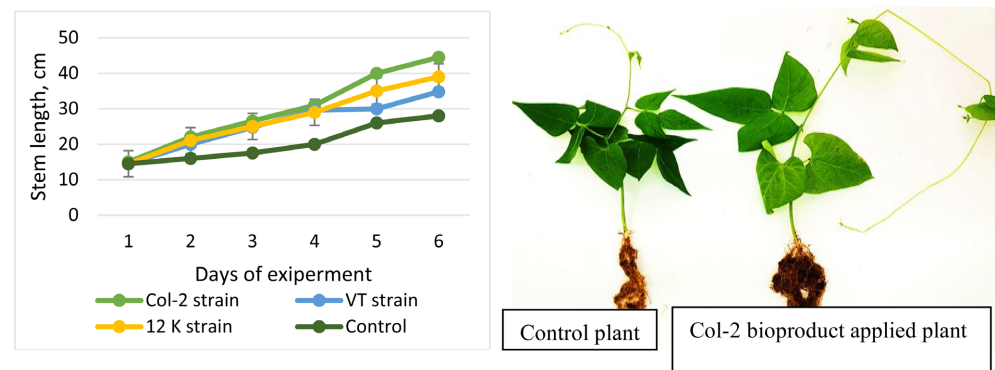 50
40
30
20
10
0
Stem length, cm
1 2 3 4 5 6
Days of exiperment
Col-2 strain
VT strain
12 K strain
Control
Control plant
Col-2 bioproduct applied plant